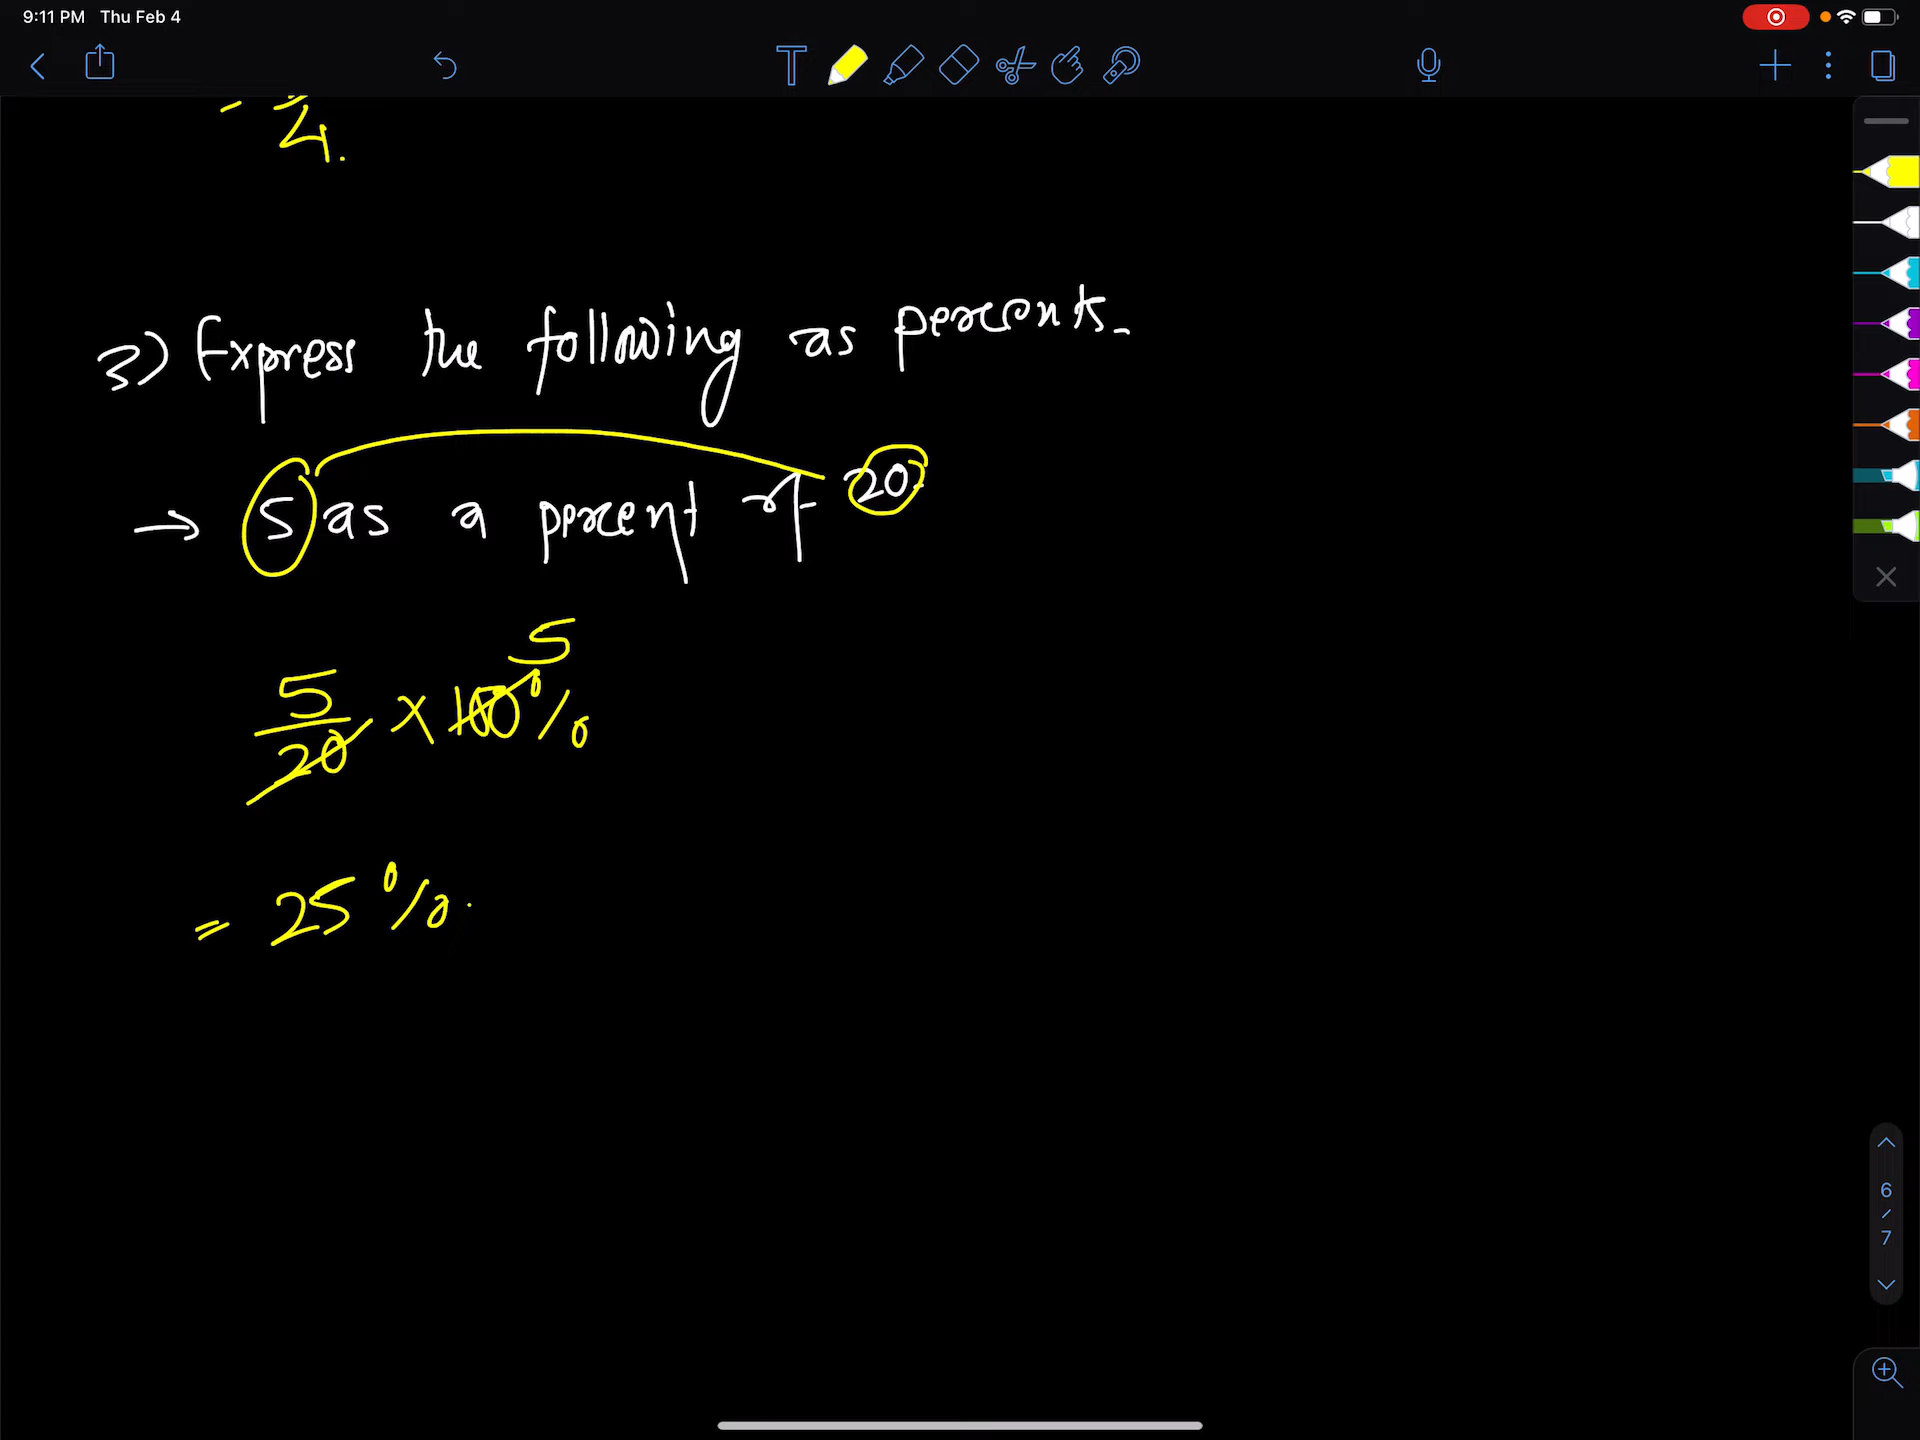 9:11 PM Thu Feb 4
T
= 4.
3) Express the following as percents.
→ 5 as a percent of 20.
5
5/20 × 100%
= 25%.
6
/
7